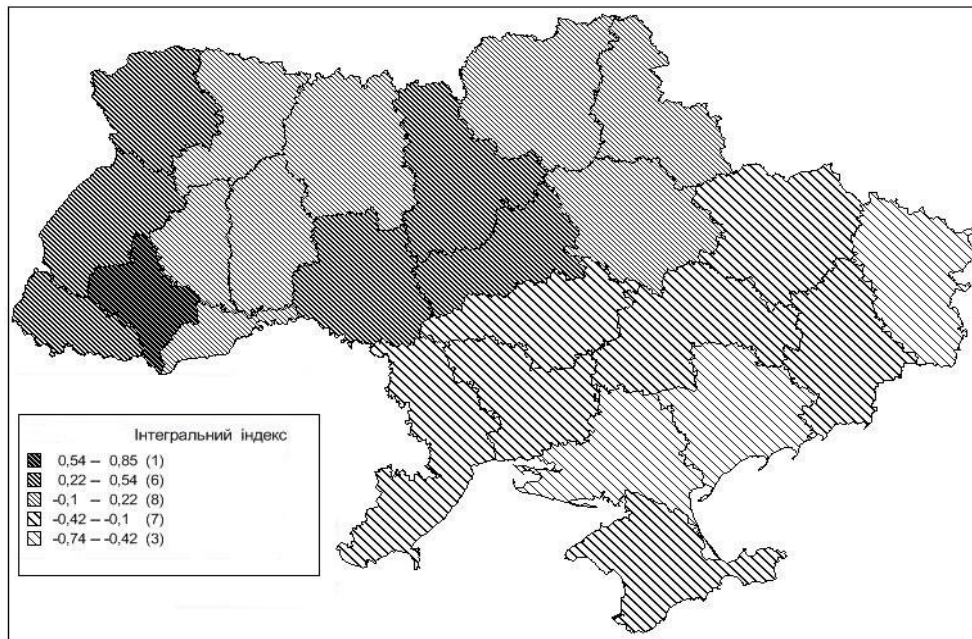 Інтегральний індекс
0,54 – 0,85 (1)
0,22 – 0,54 (6)
-0,1 – 0,22 (8)
-0,42 – -0,1 (7)
-0,74 – -0,42 (3)